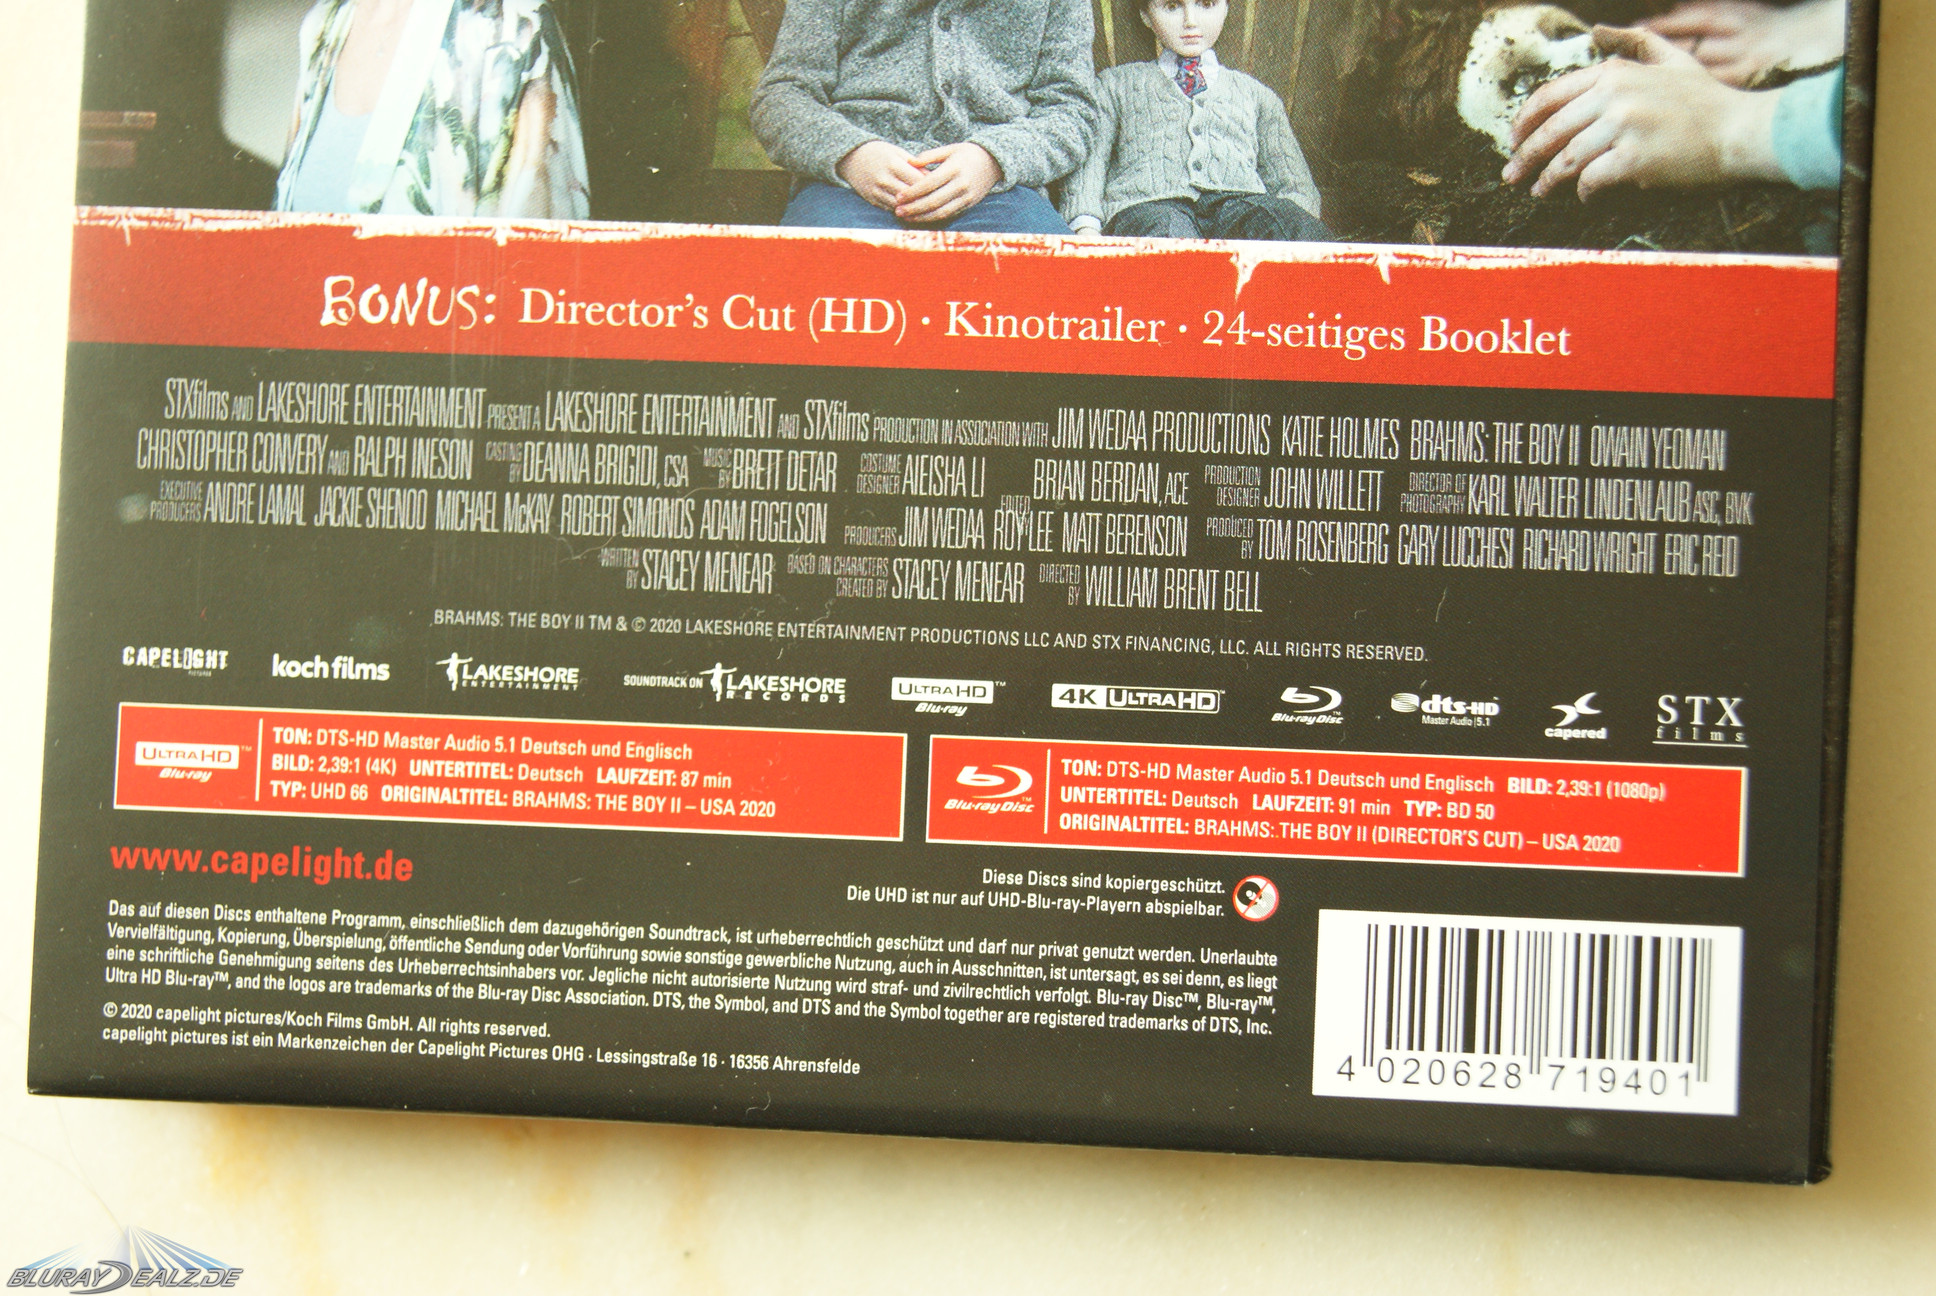 BONUS: Director's Cut (HD) · Kinotrailer · 24-seitiges Booklet
STXfilms AND LAKESHORE ENTERTAINMENT PRESENT A LAKESHORE ENTERTAINMENT AND STXfilms PRODUCTION IN ASSOCIATION WITH JIM WEDAA PRODUCTIONS KATIE HOLMES BRAHMS: THE BOY II OWAIN YEOMAN
CHRISTOPHER CONVERY AND RALPH INESON CASTING BY DEANNA BRIGIDI, CSA MUSIC BY BRETT DETAR COSTUME DESIGNER AIEISHA LI EDITED BRIAN BERDAN, ACE PRODUCTION DESIGNER JOHN WILLETT DIRECTOR OF PHOTOGRAPHY KARL WALTER LINDENLAUB ASC, BVK
EXECUTIVE PRODUCERS ANDRE LAMAL JACKIE SHENOO MICHAEL McKAY ROBERT SIMONDS ADAM FOGELSON PRODUCERS JIM WEDAA ROY LEE MATT BERENSON PRODUCED BY TOM ROSENBERG GARY LUCCHESI RICHARD WRIGHT ERIC REID
WRITTEN BY STACEY MENEAR BASED ON CHARACTERS CREATED BY STACEY MENEAR DIRECTED BY WILLIAM BRENT BELL
BRAHMS: THE BOY II TM & © 2020 LAKESHORE ENTERTAINMENT PRODUCTIONS LLC AND STX FINANCING, LLC. ALL RIGHTS RESERVED.
CAPELIGHT PICTURES koch films LAKESHORE ENTERTAINMENT SOUNDTRACK ON LAKESHORE RECORDS ULTRA HD™ Blu-ray 4K ULTRA HD™ Blu-ray Disc™ dts-HD Master Audio | 5.1 capered STX films
ULTRA HD™ Blu-ray
TON: DTS-HD Master Audio 5.1 Deutsch und Englisch
BILD: 2,39:1 (4K) UNTERTITEL: Deutsch LAUFZEIT: 87 min
TYP: UHD 66 ORIGINALTITEL: BRAHMS: THE BOY II – USA 2020
Blu-ray Disc™
TON: DTS-HD Master Audio 5.1 Deutsch und Englisch BILD: 2,39:1 (1080p)
UNTERTITEL: Deutsch LAUFZEIT: 91 min TYP: BD 50
ORIGINALTITEL: BRAHMS: THE BOY II (DIRECTOR'S CUT) – USA 2020
www.capelight.de
Diese Discs sind kopiergeschützt.
Die UHD ist nur auf UHD-Blu-ray-Playern abspielbar.
Das auf diesen Discs enthaltene Programm, einschließlich dem dazugehörigen Soundtrack, ist urheberrechtlich geschützt und darf nur privat genutzt werden. Unerlaubte
Vervielfältigung, Kopierung, Überspielung, öffentliche Sendung oder Vorführung sowie sonstige gewerbliche Nutzung, auch in Ausschnitten, ist untersagt, es sei denn, es liegt
eine schriftliche Genehmigung seitens des Urheberrechtsinhabers vor. Jegliche nicht autorisierte Nutzung wird straf- und zivilrechtlich verfolgt. Blu-ray Disc™, Blu-ray™,
Ultra HD Blu-ray™, and the logos are trademarks of the Blu-ray Disc Association. DTS, the Symbol, and DTS and the Symbol together are registered trademarks of DTS, Inc.
© 2020 capelight pictures/Koch Films GmbH. All rights reserved.
capelight pictures ist ein Markenzeichen der Capelight Pictures OHG · Lessingstraße 16 · 16356 Ahrensfelde
4 020628 719401
BLURAYDEALZ.DE